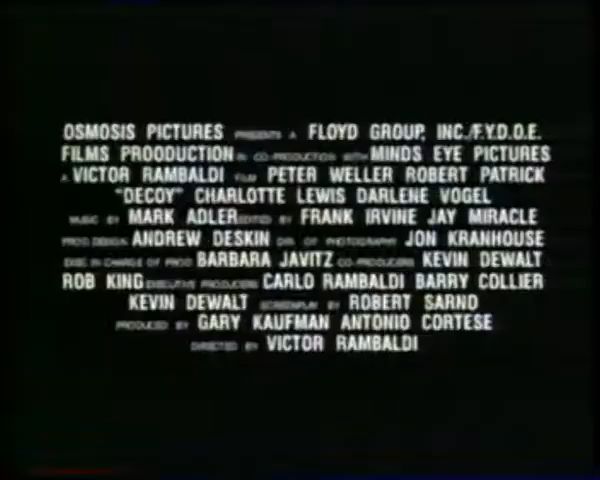 OSMOSIS PICTURES PRESENTS A FLOYD GROUP, INC./F.Y.D.O.E.
FILMS PROODUCTION IN CO-PRODUCTION WITH MINDS EYE PICTURES
A VICTOR RAMBALDI FILM PETER WELLER ROBERT PATRICK
"DECOY" CHARLOTTE LEWIS DARLENE VOGEL
MUSIC BY MARK ADLER EDITED BY FRANK IRVINE JAY MIRACLE
PROD. DESIGN ANDREW DESKIN DIR. OF PHOTOGRAPHY JON KRANHOUSE
EXEC IN CHARGE OF PROD BARBARA JAVITZ CO-PRODUCERS KEVIN DEWALT
ROB KING EXECUTIVE PRODUCERS CARLO RAMBALDI BARRY COLLIER
KEVIN DEWALT SCREENPLAY BY ROBERT SARNO
PRODUCED BY GARY KAUFMAN ANTONIO CORTESE
DIRECTED BY VICTOR RAMBALDI